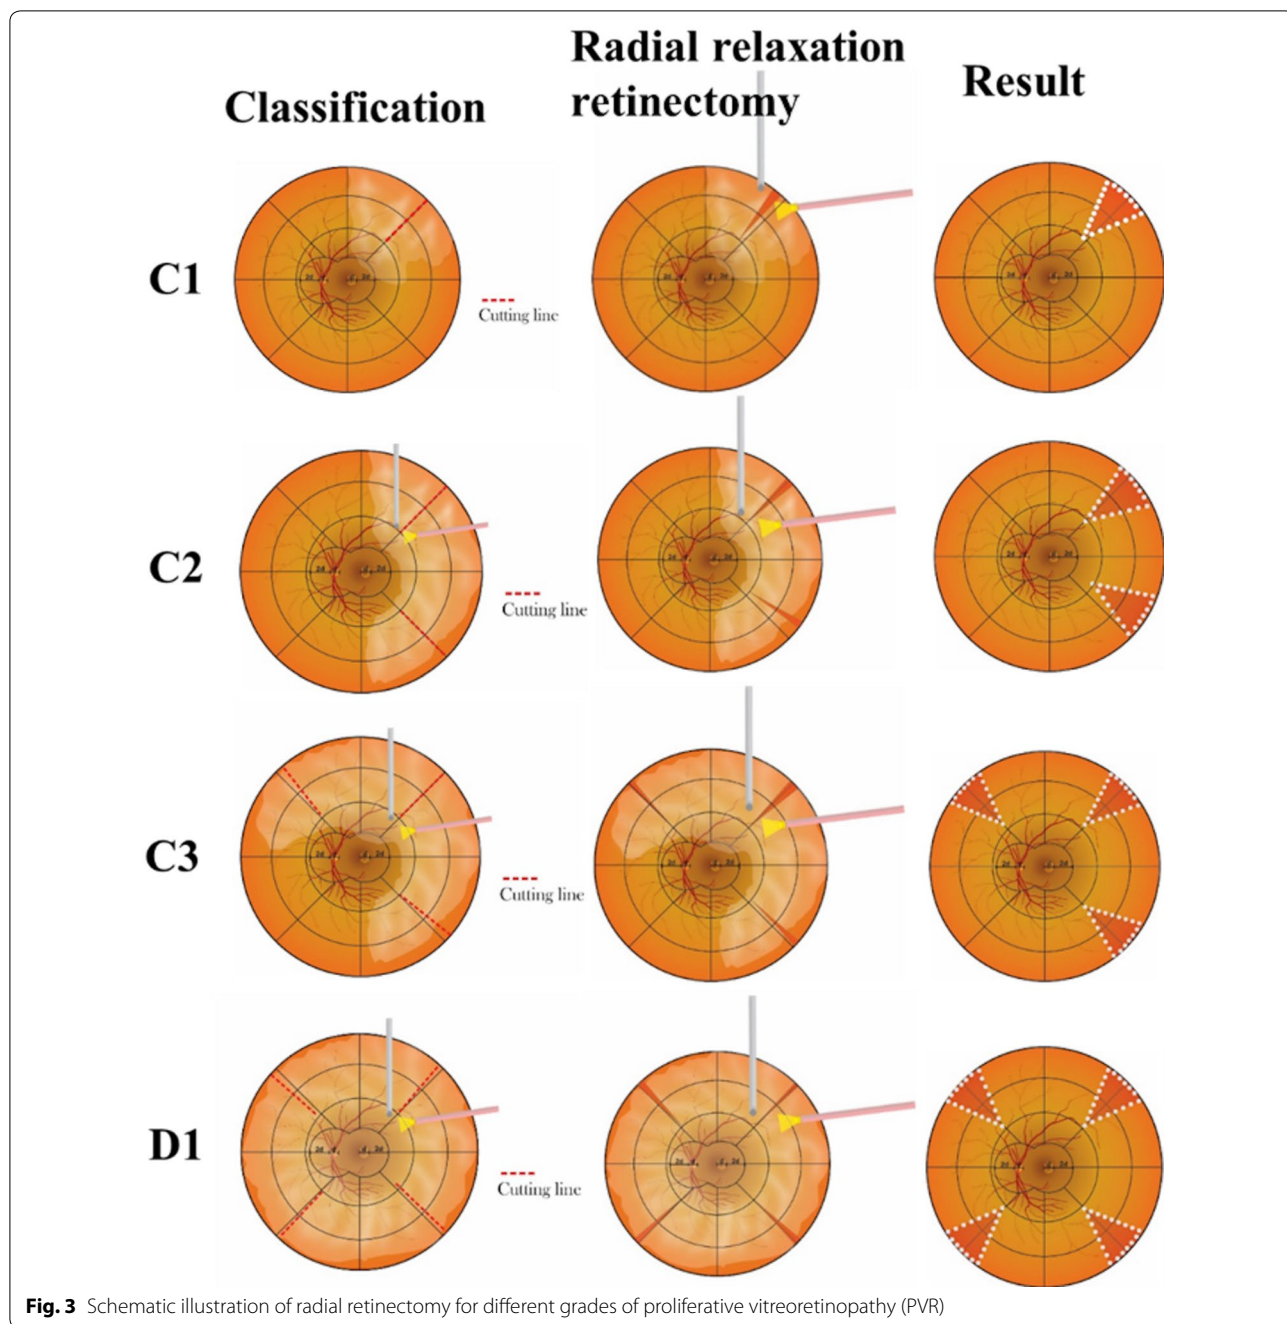 Radial relaxation
retinectomy
Classification
Result
C1
Cutting line
C2
Cutting line
C3
Cutting line
D1
Cutting line
Fig. 3 Schematic illustration of radial retinectomy for different grades of proliferative vitreoretinopathy (PVR)